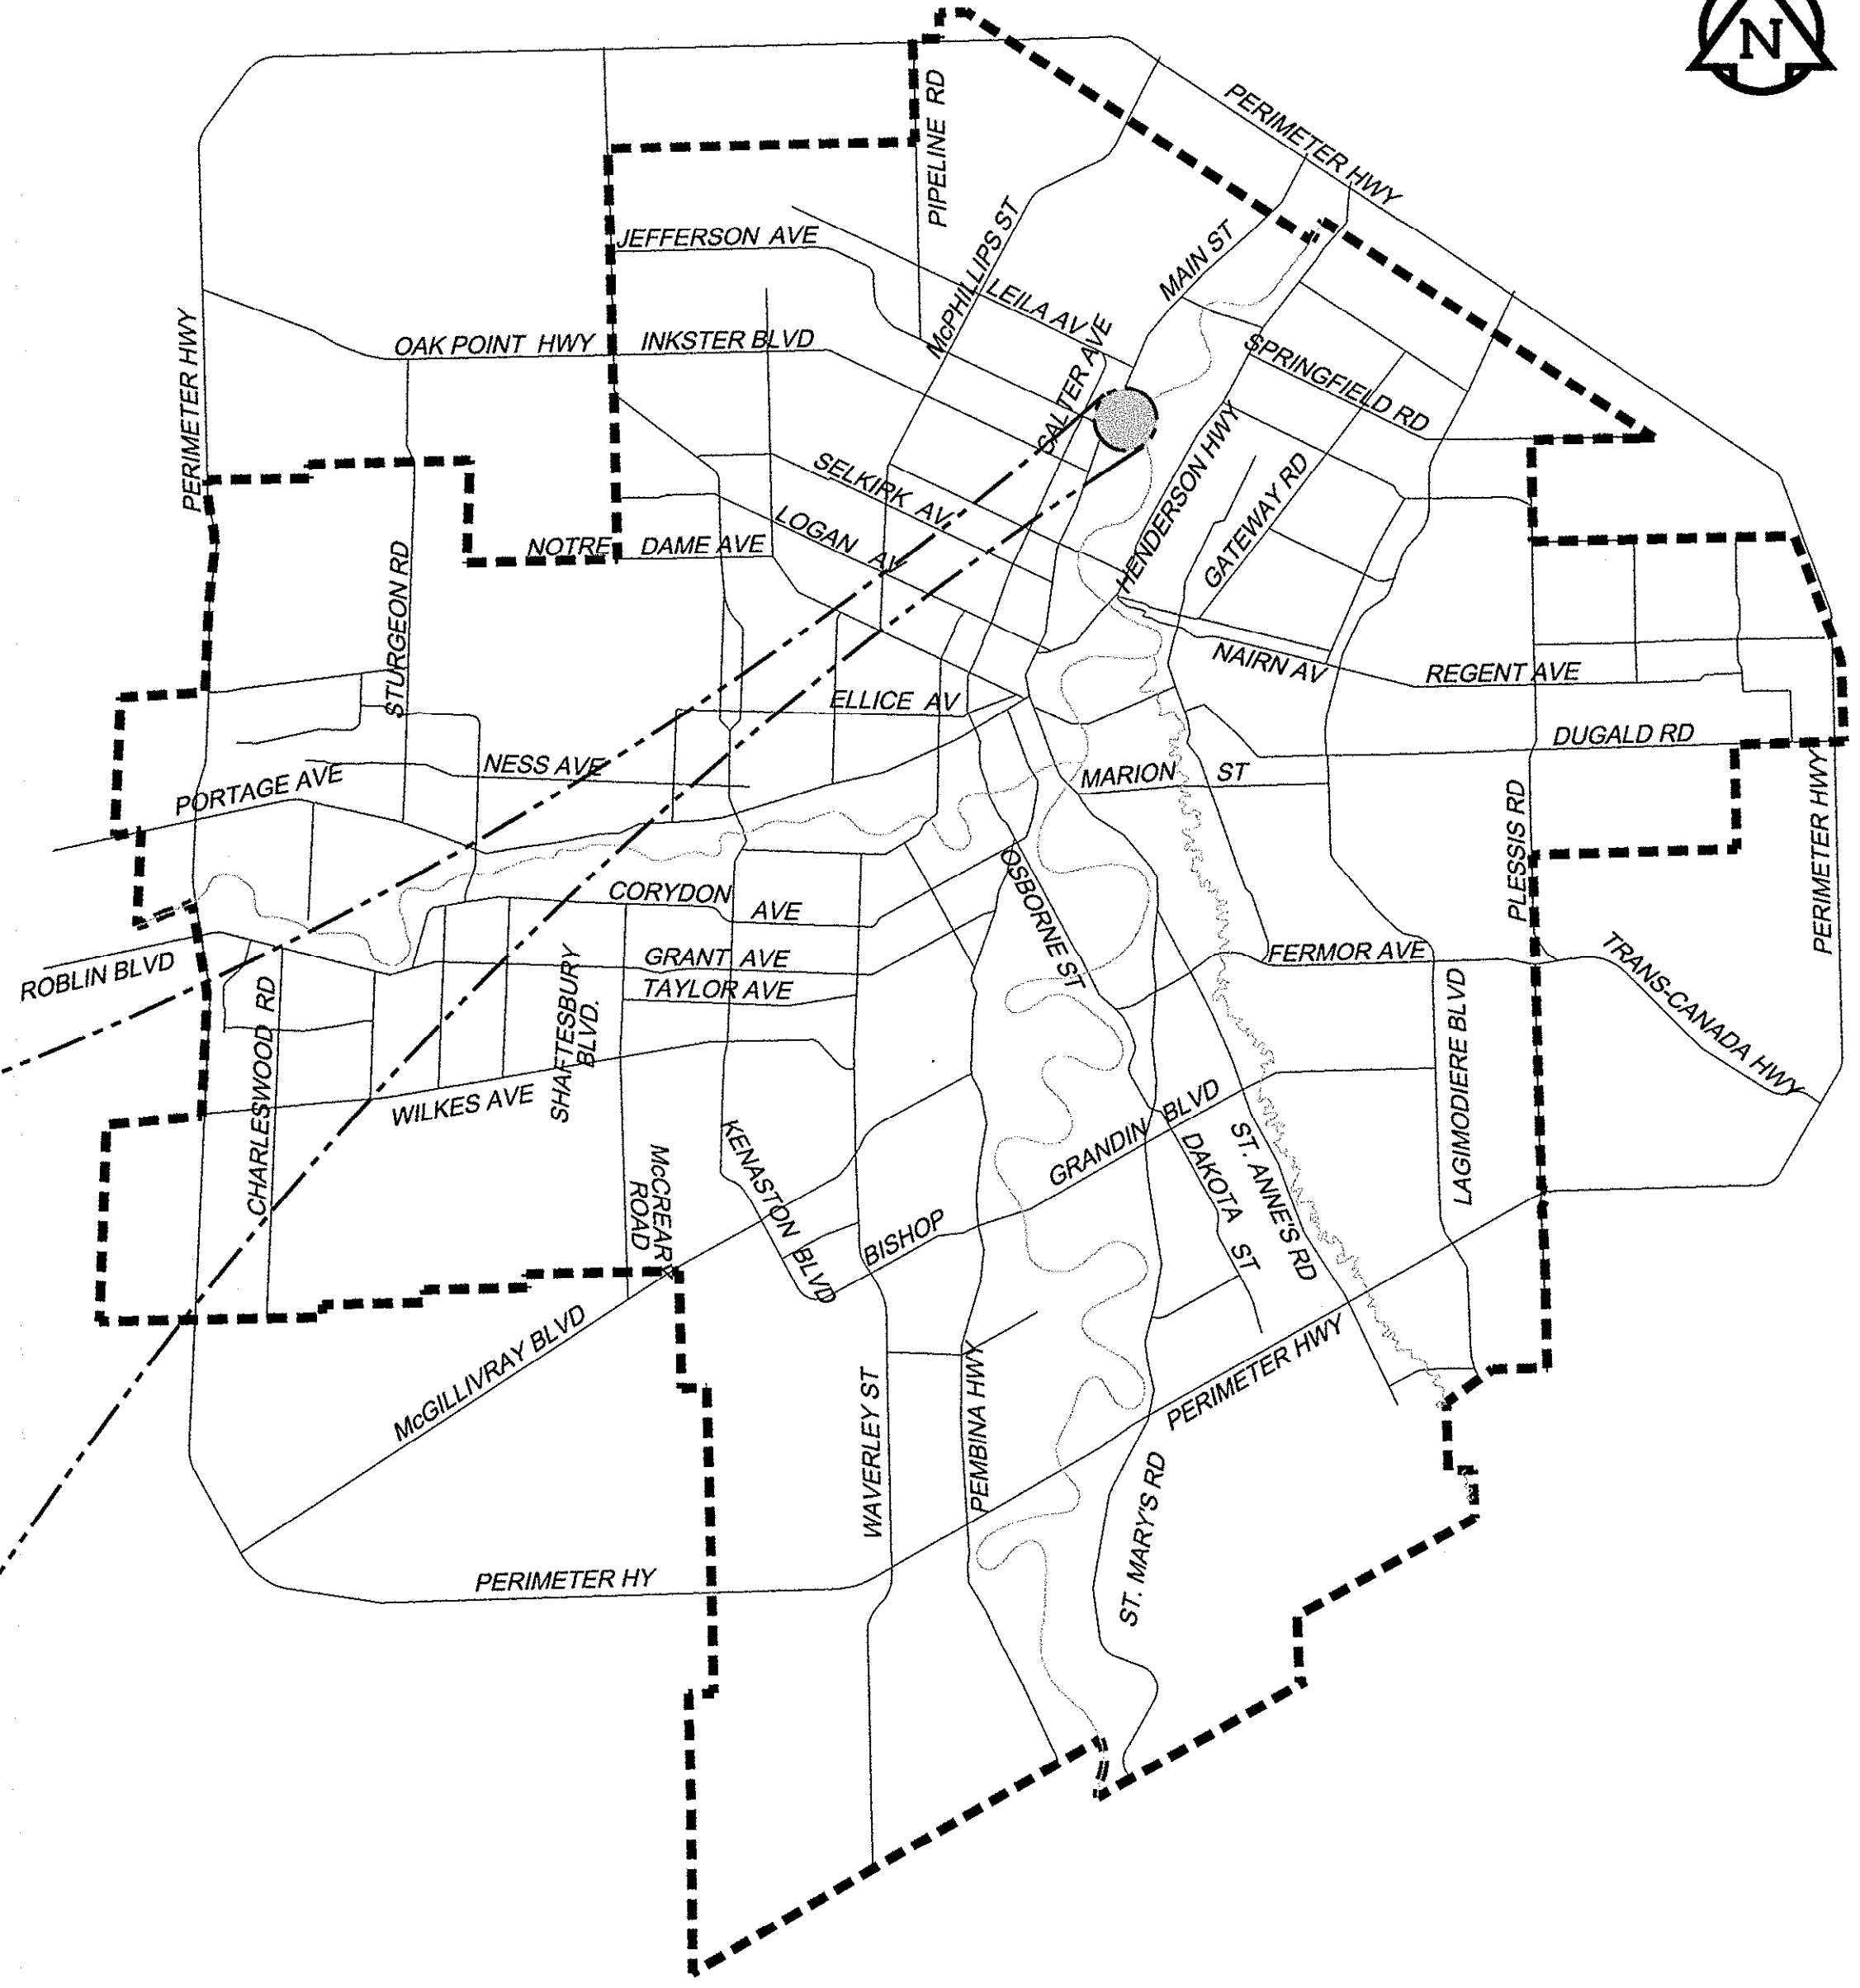 N
PERIMETER HWY
PIPELINE RD
JEFFERSON AVE
McPHILLIPS ST
MAIN ST
LEILA AV
PERIMETER HWY
OAK POINT HWY
INKSTER BLVD
SALTER AVE
SPRINGFIELD RD
SELKIRK AV
HENDERSON HWY
GATEWAY RD
LOGAN AV
NOTRE DAME AVE
STURGEON RD
NAIRN AV
REGENT AVE
ELLICE AV
DUGALD RD
NESS AVE
MARION ST
PORTAGE AVE
PLESSIS RD
PERIMETER HWY
CORYDON AVE
OSBORNE ST
ROBLIN BLVD
GRANT AVE
FERMOR AVE
TRANS-CANADA HWY
TAYLOR AVE
CHARLESWOOD RD
SHAFTESBURY
BLVD.
LAGIMODIERE BLVD
WILKES AVE
KENASTON BLVD
McCREARY
ROAD
BISHOP GRANDIN BLVD
DAKOTA ST
ST. ANNE'S RD
McGILLIVRAY BLVD
WAVERLEY ST
PEMBINA HWY
PERIMETER HWY
ST. MARY'S RD
PERIMETER HY